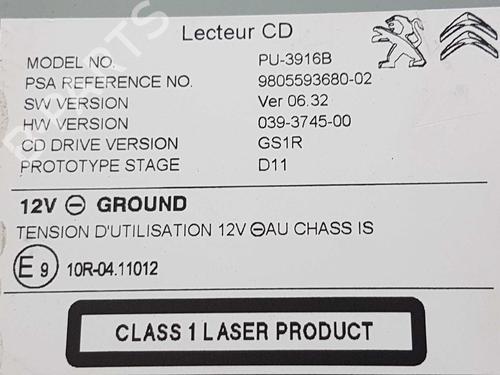 Lecteur CD
MODEL NO. PU-3916B
PSA REFERENCE NO. 9805593680-02
SW VERSION Ver 06.32
HW VERSION 039-3745-00
CD DRIVE VERSION GS1R
PROTOTYPE STAGE D11
12V ⊖ GROUND
TENSION D'UTILISATION 12V ⊖AU CHASS IS
E9 10R-04.11012
CLASS 1 LASER PRODUCT